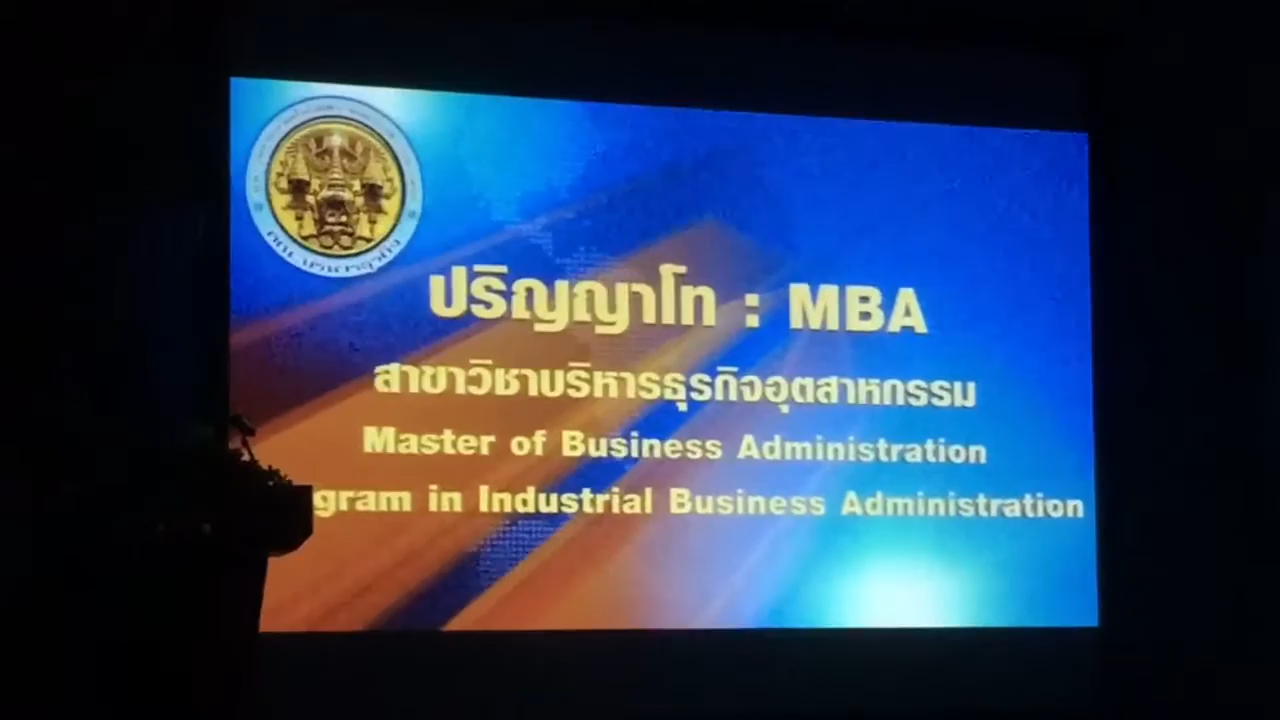 ปริญญาโท : MBA
สาขาวิชาบริหารธุรกิจอุตสาหกรรม
Master of Business Administration
gram in Industrial Business Administration